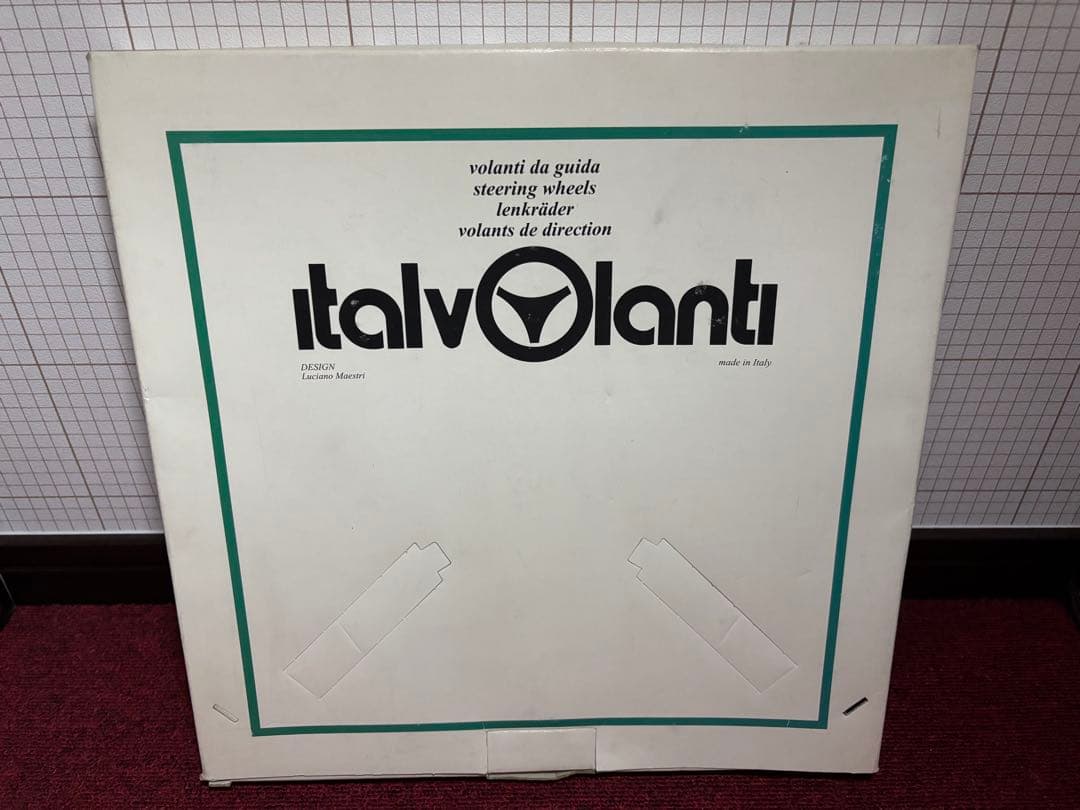 volanti da guida
steering wheels
lenkräder
volants de direction
italvolanti
DESIGN
Luciano Maestri
made in Italy